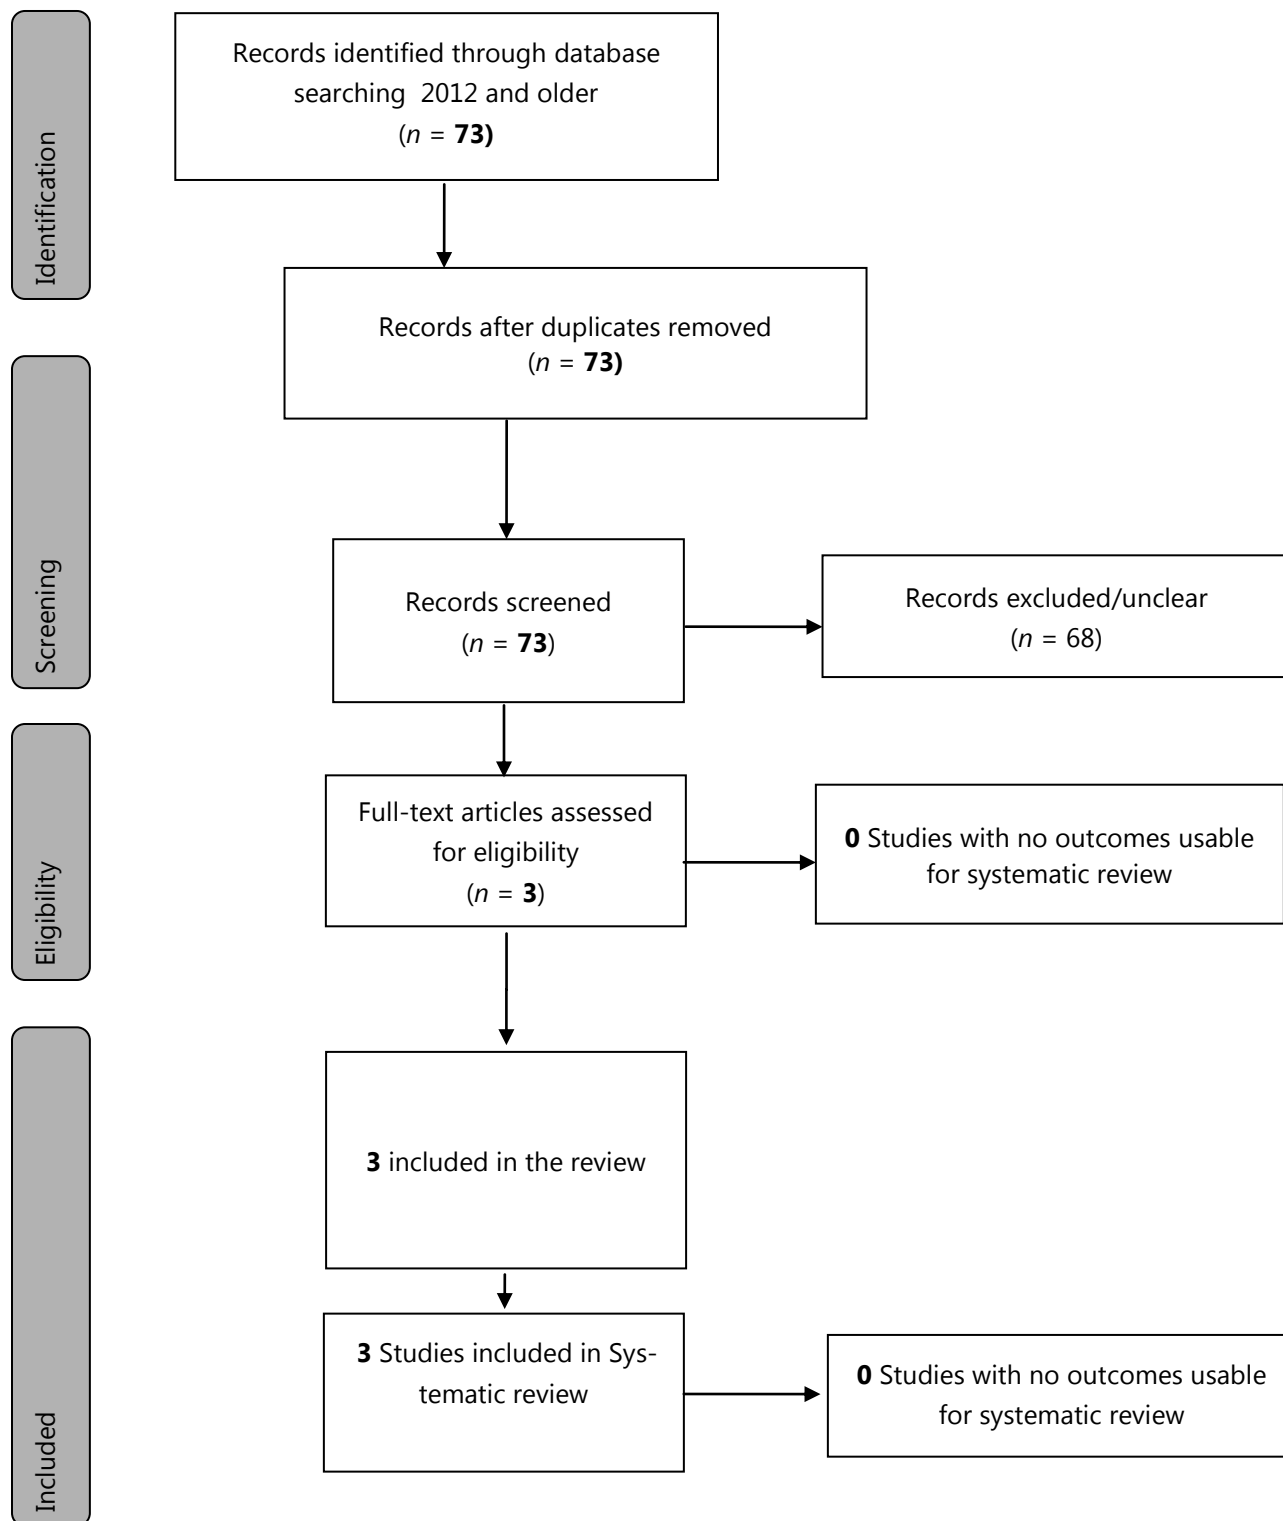 Identification
Records identified through database
searching 2012 and older
(n = 73)
Records after duplicates removed
(n = 73)
Screening
Records screened
(n = 73)
Records excluded/unclear
(n = 68)
Eligibility
Full-text articles assessed
for eligibility
(n = 3)
0 Studies with no outcomes usable
for systematic review
Included
3 included in the review
3 Studies included in Sys-
tematic review
0 Studies with no outcomes usable
for systematic review